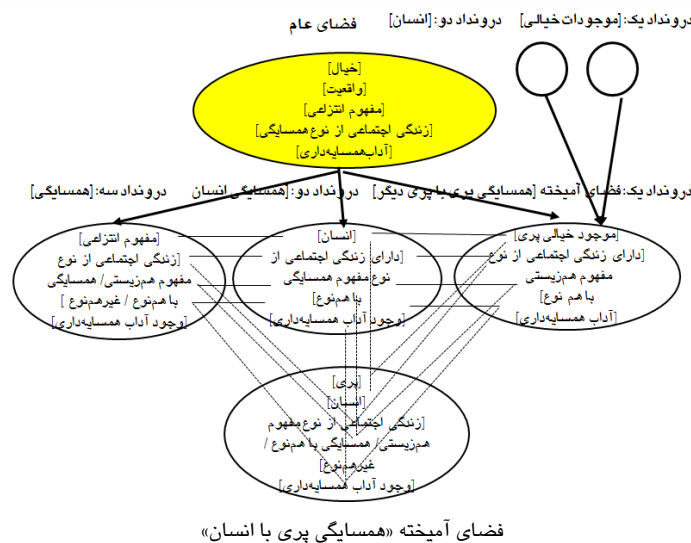 دروندادیک:[موجودات خیالی] درونداد دو:[انسان]
فضای عام
[خیال]
[واقعیت]
[مفهوم انتزاعی]
[زندگی اجتماعی از نوع همسایگی]
[آداب‌همسایه‌داری]
دروندادیک:فضای آمیخته [همسایگی پری با پری دیگر]
درونداد دو:[همسایگی انسان
درونداد سه:[همسایگی]
[موجود خیالی پری]
[دارای زندگی اجتماعی از نوع
مفهوم هم‌زیستی
با هم نوع]
[آداب همسایه‌داری]
[انسان]
[دارای زندگی اجتماعی از
نوع مفهوم همسایگی
با هم‌نوع]
[وجود آداب همسایه‌داری]
[مفهوم انتزاعی]
[زندگی اجتماعی از نوع
مفهوم هم‌زیستی/ همسایگی
با هم‌نوع / غیرهم‌نوع ]
[وجود آداب همسایه‌داری]
[پری]
[انسان]
[زندگی اجتماعی از نوع مفهوم
هم‌زیستی/ همسایگی با هم‌نوع /
غیرهم‌نوع]
[وجود آداب همسایه‌داری]
فضای آمیخته «همسایگی پری با انسان»